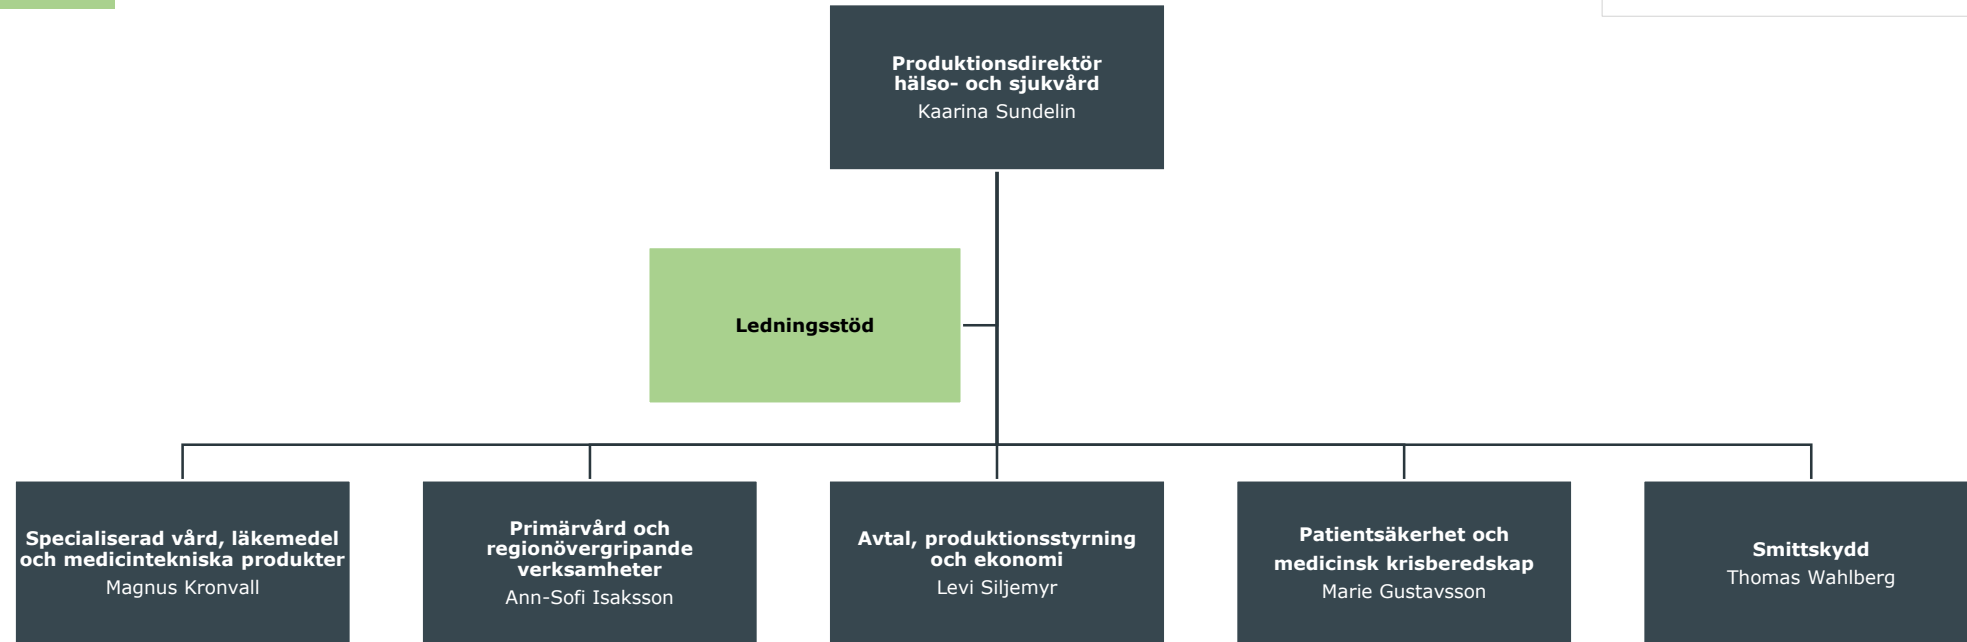 Produktionsdirektör
hälso- och sjukvård
Kaarina Sundelin
Ledningsstöd
Specialiserad vård, läkemedel
och medicintekniska produkter
Magnus Kronvall
Primärvård och
regionövergripande
verksamheter
Ann-Sofi Isaksson
Avtal, produktionsstyrning
och ekonomi
Levi Siljemyr
Patientsäkerhet och
medicinsk krisberedskap
Marie Gustavsson
Smittskydd
Thomas Wahlberg